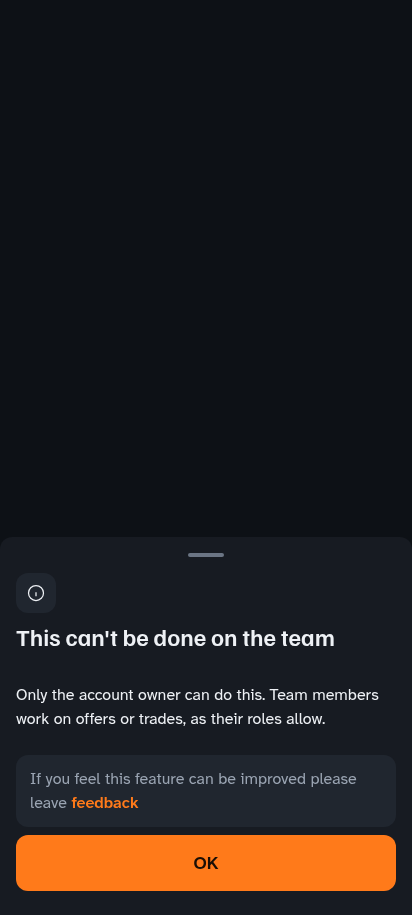 This can't be done on the team
Only the account owner can do this. Team members
work on offers or trades, as their roles allow.
If you feel this feature can be improved please
leave feedback
OK